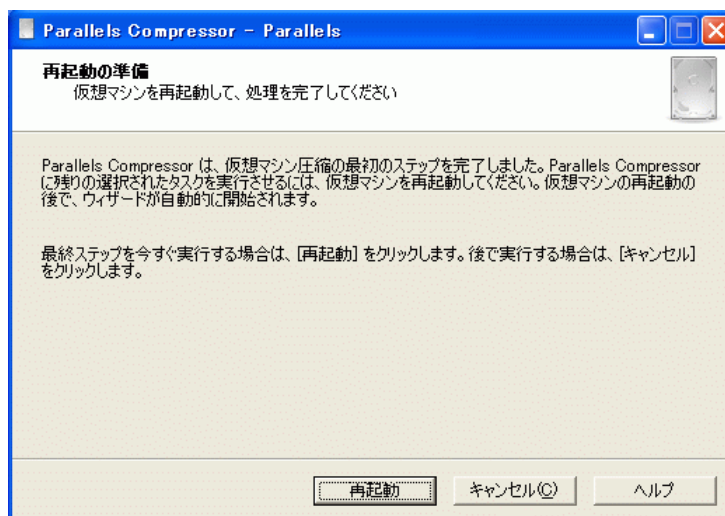 Parallels Compressor - Parallels
再起動の準備
仮想マシンを再起動して、処理を完了してください
Parallels Compressor は、仮想マシン圧縮の最初のステップを完了しました。Parallels Compressor
に残りの選択されたタスクを実行させるには、仮想マシンを再起動してください。仮想マシンの再起動の
後で、ウィザードが自動的に開始されます。
最終ステップを今すぐ実行する場合は、[再起動] をクリックします。後で実行する場合は、[キャンセル]
をクリックします。
再起動
キャンセル(C)
ヘルプ